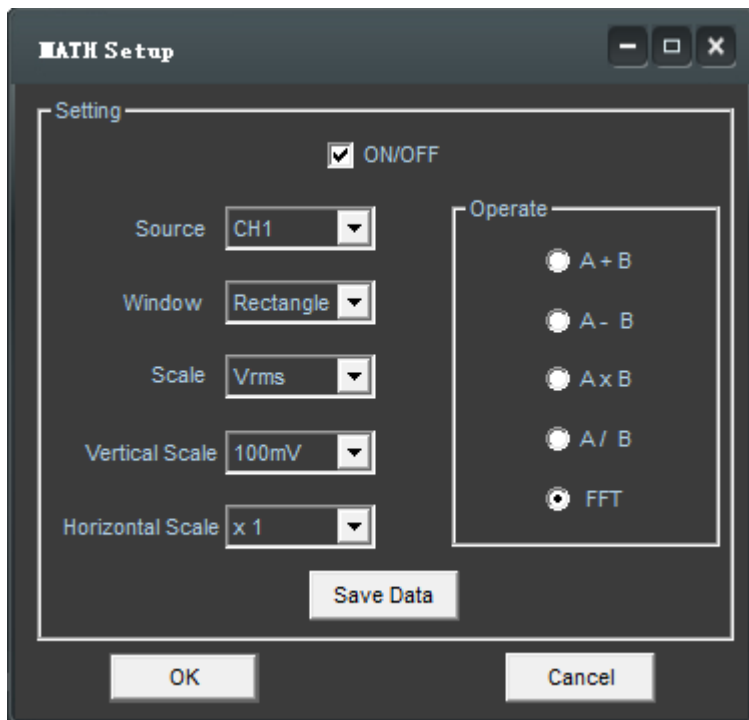 MATH Setup
Setting
ON/OFF
Source CH1
Window Rectangle
Scale Vrms
Vertical Scale 100mV
Horizontal Scale x 1
Operate
A + B
A - B
A x B
A / B
FFT
Save Data
OK Cancel